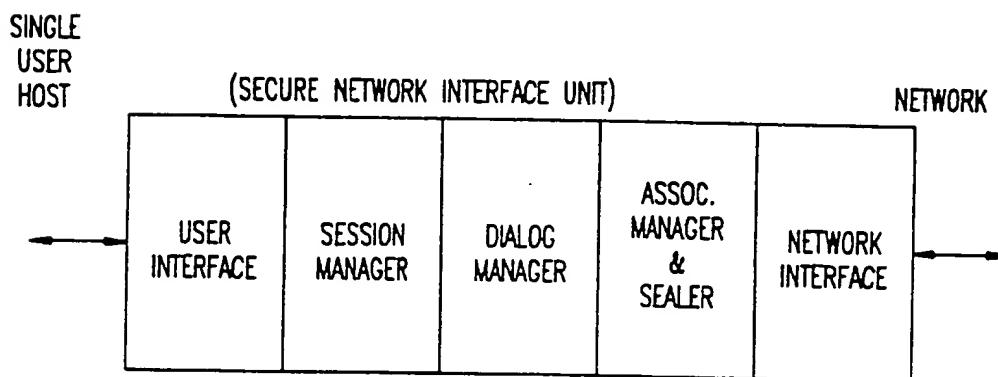 SINGLE
USER
HOST
(SECURE NETWORK INTERFACE UNIT)
NETWORK
USER
INTERFACE
SESSION
MANAGER
DIALOG
MANAGER
ASSOC.
MANAGER
&
SEALER
NETWORK
INTERFACE